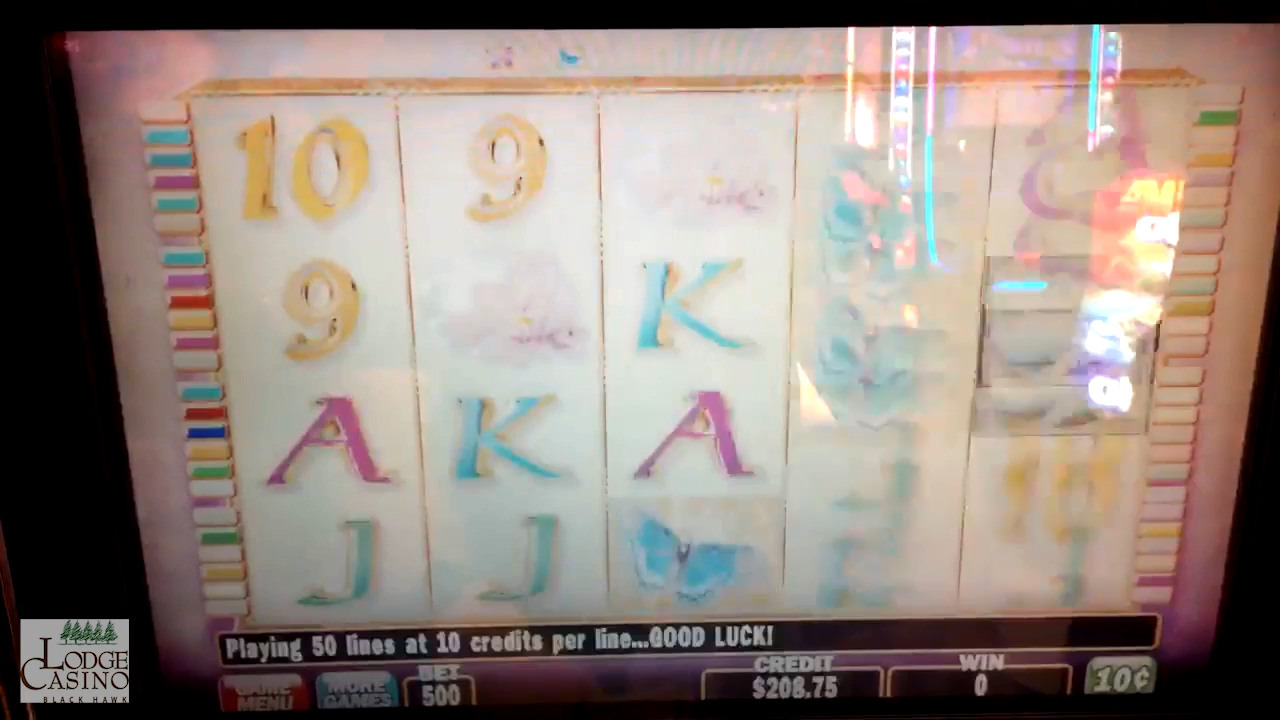 10 9
9 K
A K A
J J
Playing 50 lines at 10 credits per line...GOOD LUCK!
GAME MENU
MORE GAMES
BET
500
CREDIT
$208.75
WIN
0
10¢
LODGE
CASINO
BLACK HAWK